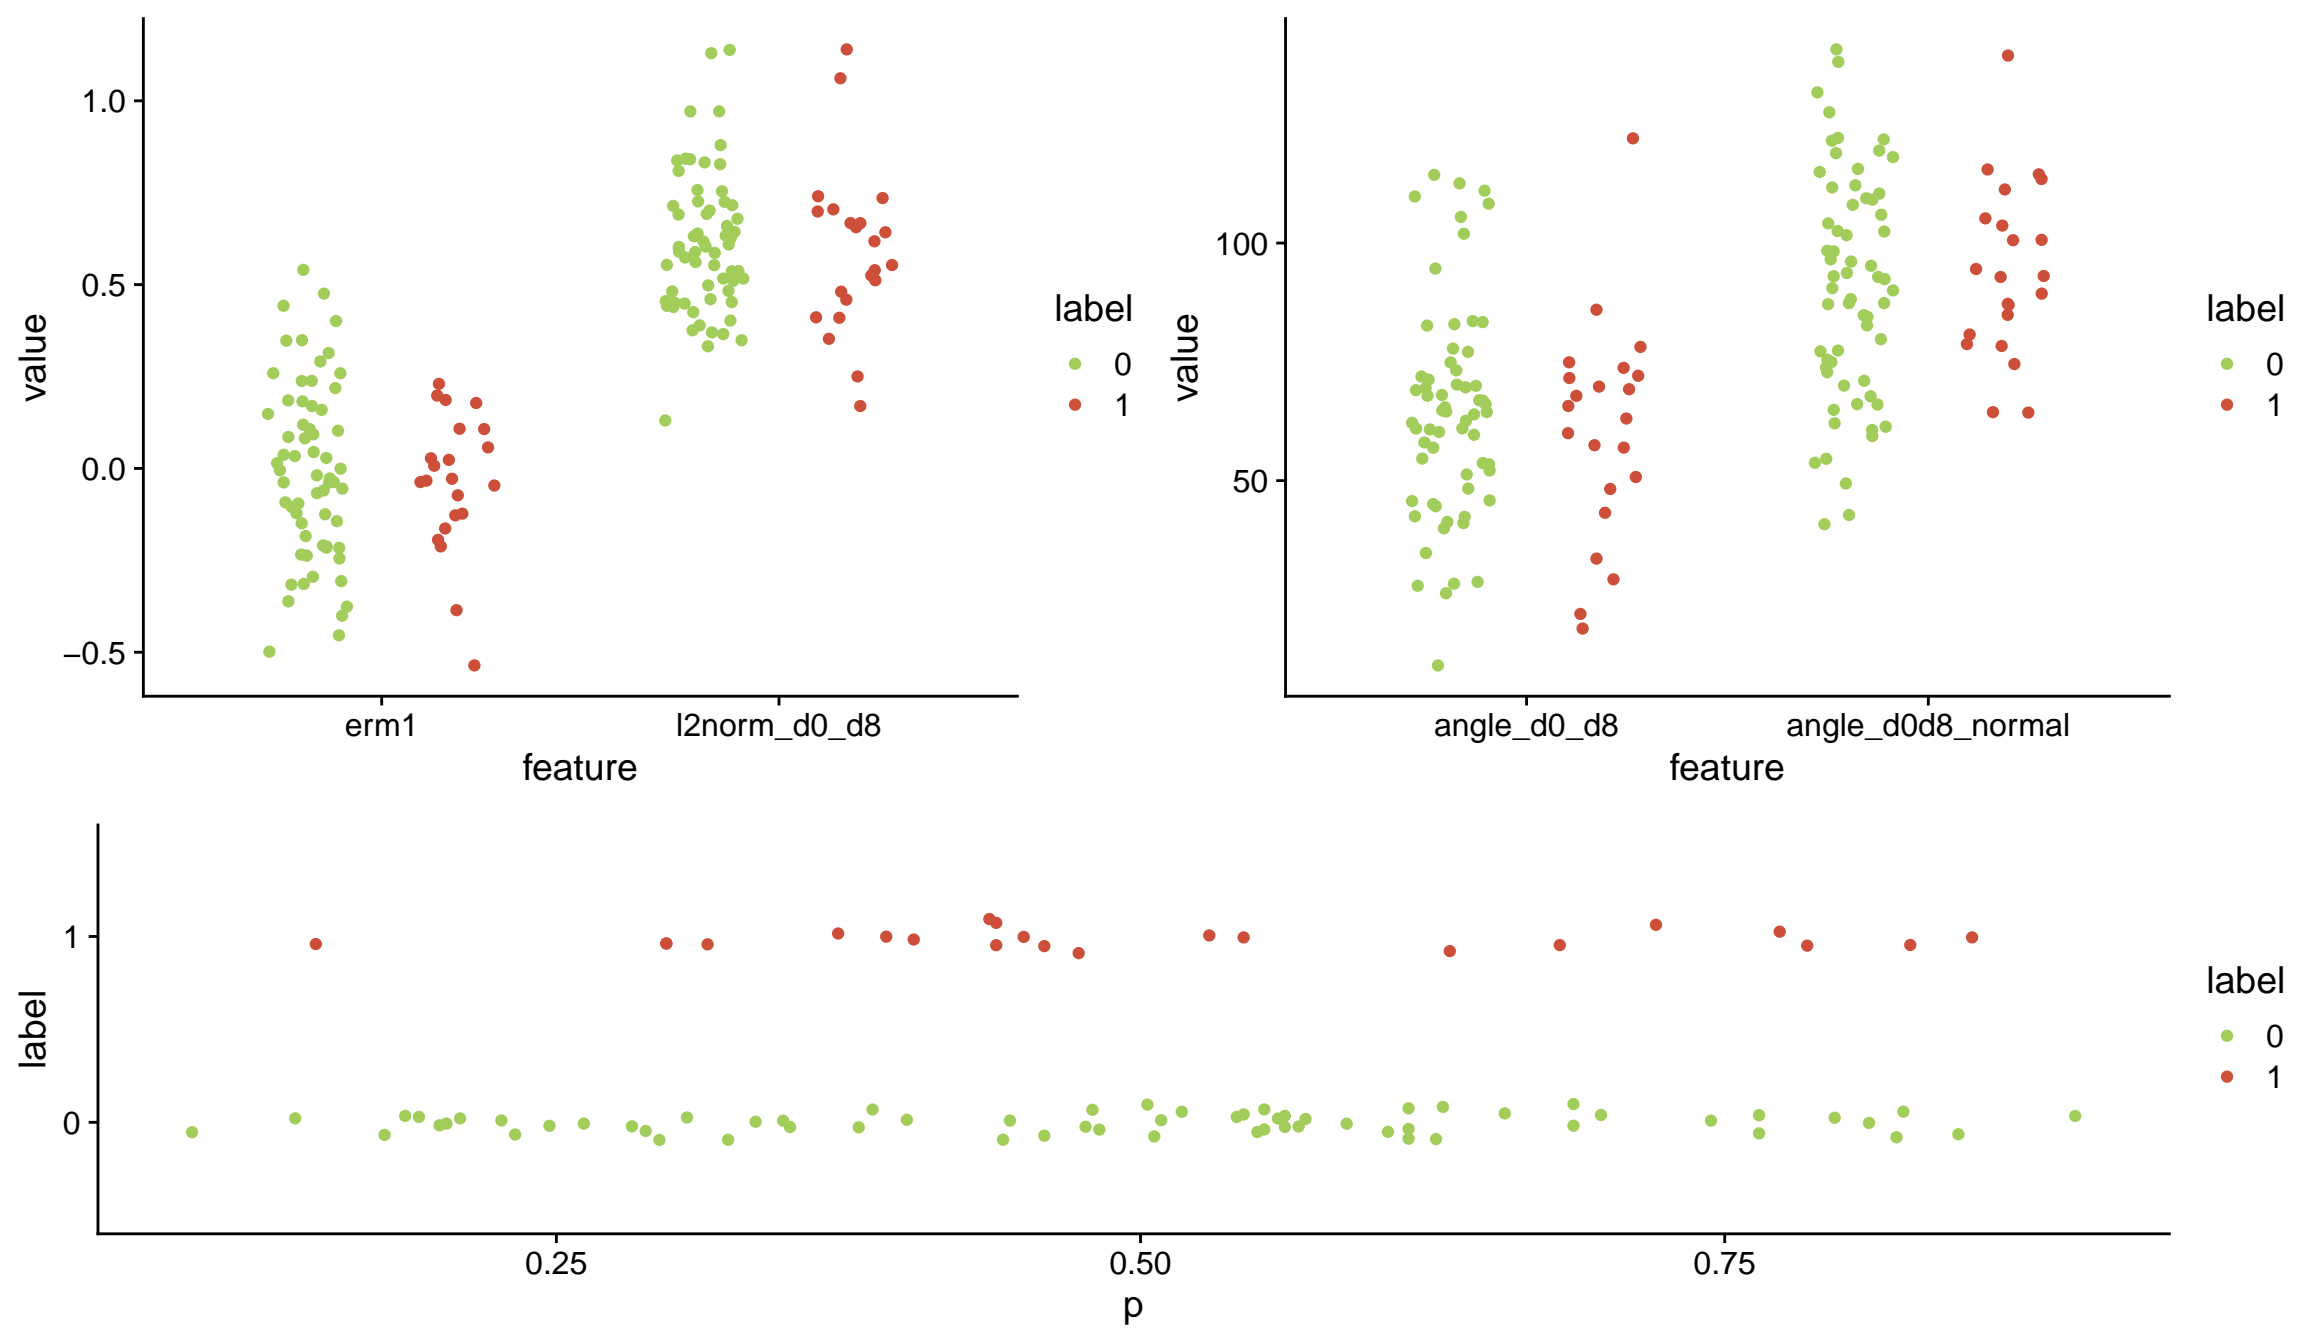 value
1.0
0.5
0.0
−0.5
erm1
l2norm_d0_d8
feature
label
0
1
value
100
50
angle_d0_d8
angle_d0d8_normal
feature
label
0
1
label
1
0
0.25
0.50
0.75
p
label
0
1